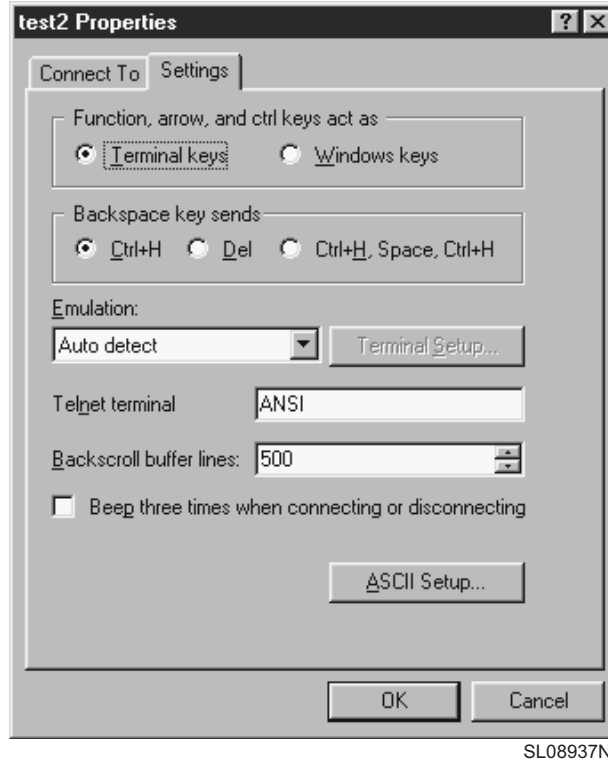 test2 Properties
Connect To Settings
Function, arrow, and ctrl keys act as
Terminal keys Windows keys
Backspace key sends
Ctrl+H Del Ctrl+H, Space, Ctrl+H
Emulation:
Auto detect Terminal Setup...
Telnet terminal ANSI
Backscroll buffer lines: 500
Beep three times when connecting or disconnecting
ASCII Setup...
OK Cancel
SL08937N